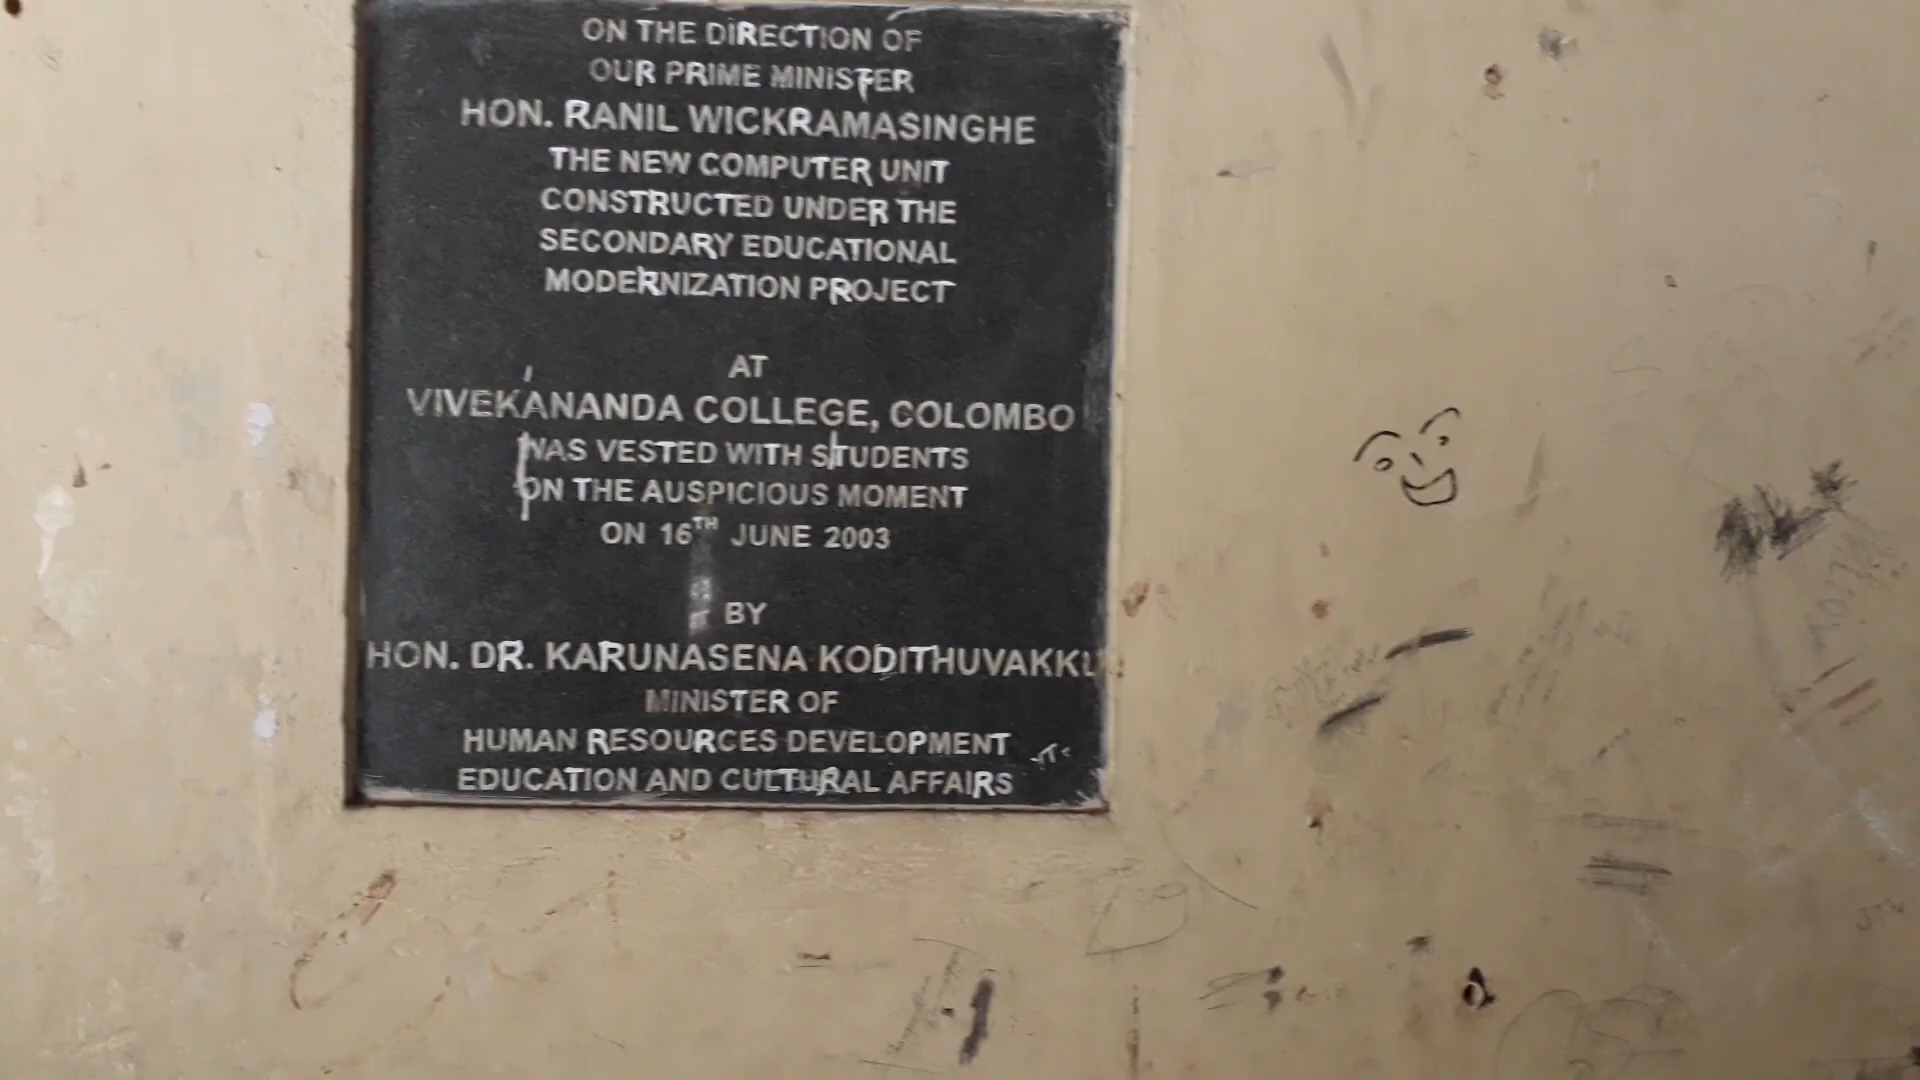 ON THE DIRECTION OF
OUR PRIME MINISTER
HON. RANIL WICKRAMASINGHE
THE NEW COMPUTER UNIT
CONSTRUCTED UNDER THE
SECONDARY EDUCATIONAL
MODERNIZATION PROJECT
AT
VIVEKANANDA COLLEGE, COLOMBO
WAS VESTED WITH STUDENTS
ON THE AUSPICIOUS MOMENT
ON 16TH JUNE 2003
BY
HON. DR. KARUNASENA KODITHUVAKKU
MINISTER OF
HUMAN RESOURCES DEVELOPMENT
EDUCATION AND CULTURAL AFFAIRS